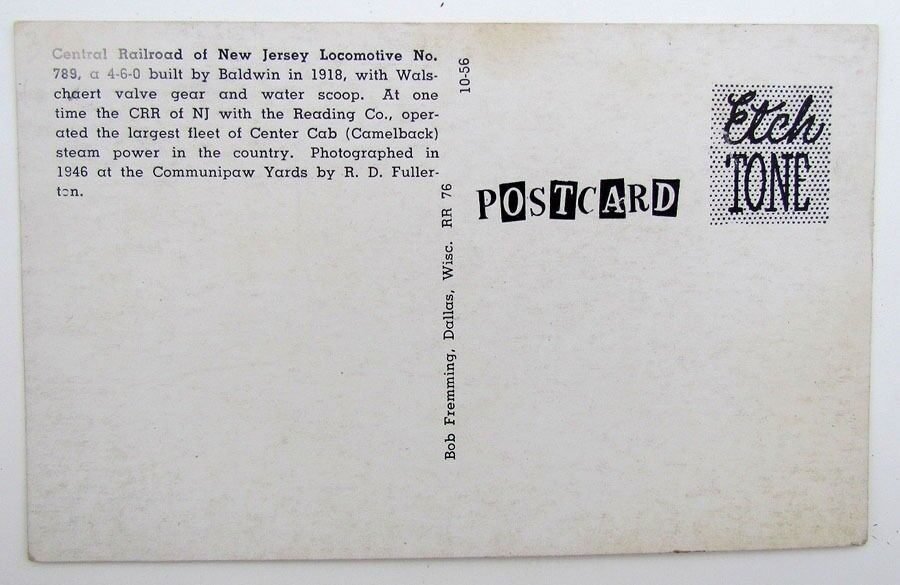 Central Railroad of New Jersey Locomotive No.
789, a 4-6-0 built by Baldwin in 1918, with Wals-
chaert valve gear and water scoop. At one
time the CRR of NJ with the Reading Co., oper-
ated the largest fleet of Center Cab (Camelback)
steam power in the country. Photographed in
1946 at the Communipaw Yards by R. D. Fuller-
ton.
Bob Fremming, Dallas, Wisc. RR 76
10-56
POSTCARD
Etch
TONE